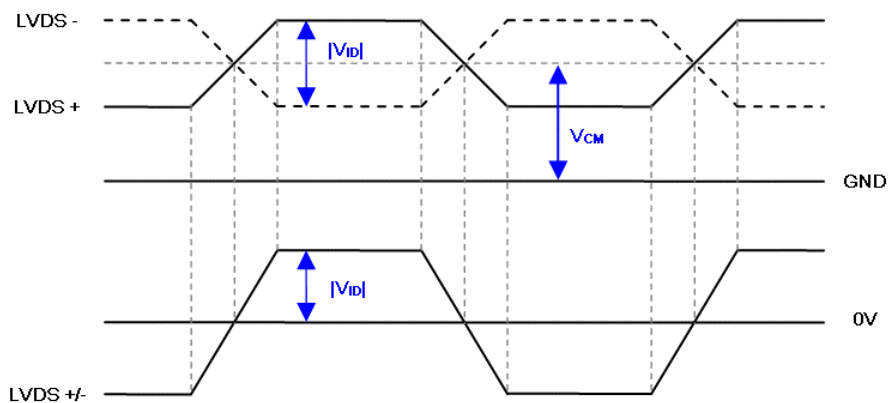 LVDS -
|VID|
LVDS +
VCM
GND
|VID|
0V
LVDS +/-